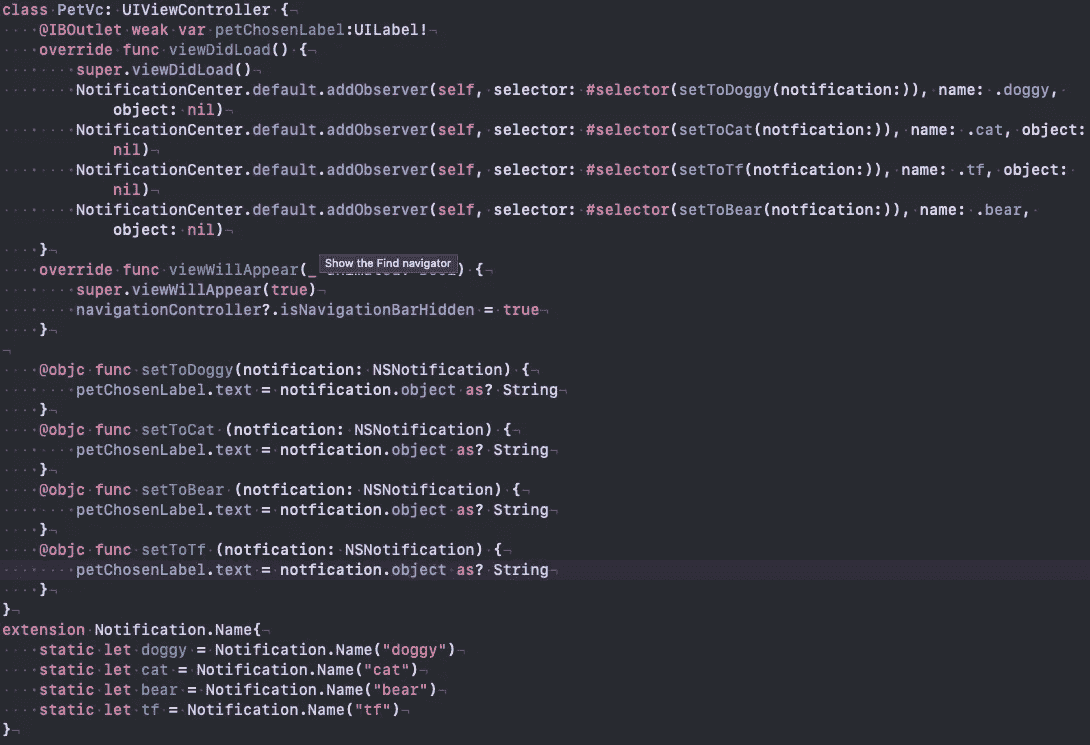 class PetVc: UIViewController {
@IBOutlet weak var petChosenLabel:UILabel!
override func viewDidLoad() {
super.viewDidLoad()
NotificationCenter.default.addObserver(self, selector: #selector(setToDoggy(notification:)), name: .doggy,
object: nil)
NotificationCenter.default.addObserver(self, selector: #selector(setToCat(notfication:)), name: .cat, object:
nil)
NotificationCenter.default.addObserver(self, selector: #selector(setToTf(notfication:)), name: .tf, object:
nil)
NotificationCenter.default.addObserver(self, selector: #selector(setToBear(notfication:)), name: .bear,
object: nil)
}
override func viewWillAppear(_ ) {
Show the Find navigator
super.viewWillAppear(true)
navigationController?.isNavigationBarHidden = true
}
@objc func setToDoggy(notification: NSNotification) {
petChosenLabel.text = notification.object as? String
}
@objc func setToCat (notfication: NSNotification) {
petChosenLabel.text = notfication.object as? String
}
@objc func setToBear (notfication: NSNotification) {
petChosenLabel.text = notfication.object as? String
}
@objc func setToTf (notfication: NSNotification) {
petChosenLabel.text = notfication.object as? String
}
}
extension Notification.Name{
static let doggy = Notification.Name("doggy")
static let cat = Notification.Name("cat")
static let bear = Notification.Name("bear")
static let tf = Notification.Name("tf")
}